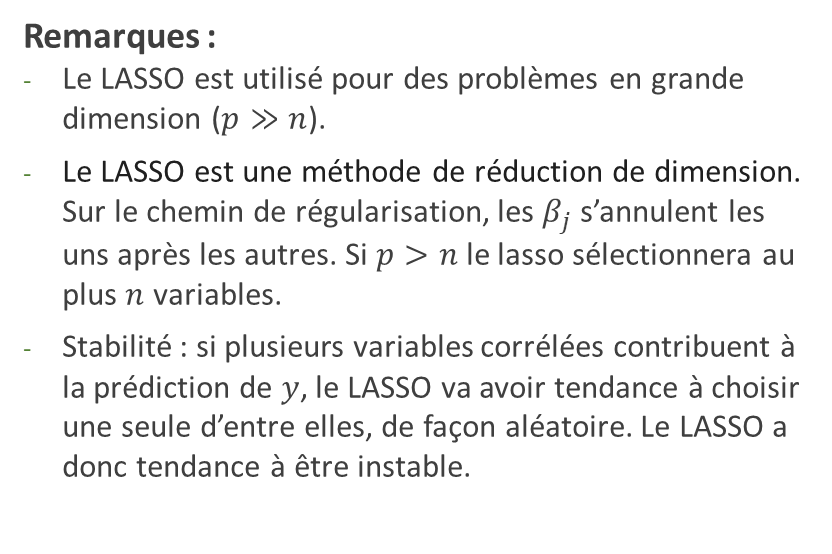 Remarques :
- Le LASSO est utilisé pour des problèmes en grande
dimension (𝑝 ≫ 𝑛).
- Le LASSO est une méthode de réduction de dimension.
Sur le chemin de régularisation, les 𝛽𝑗 s’annulent les
uns après les autres. Si 𝑝 > 𝑛 le lasso sélectionnera au
plus 𝑛 variables.
- Stabilité : si plusieurs variables corrélées contribuent à
la prédiction de 𝑦, le LASSO va avoir tendance à choisir
une seule d’entre elles, de façon aléatoire. Le LASSO a
donc tendance à être instable.